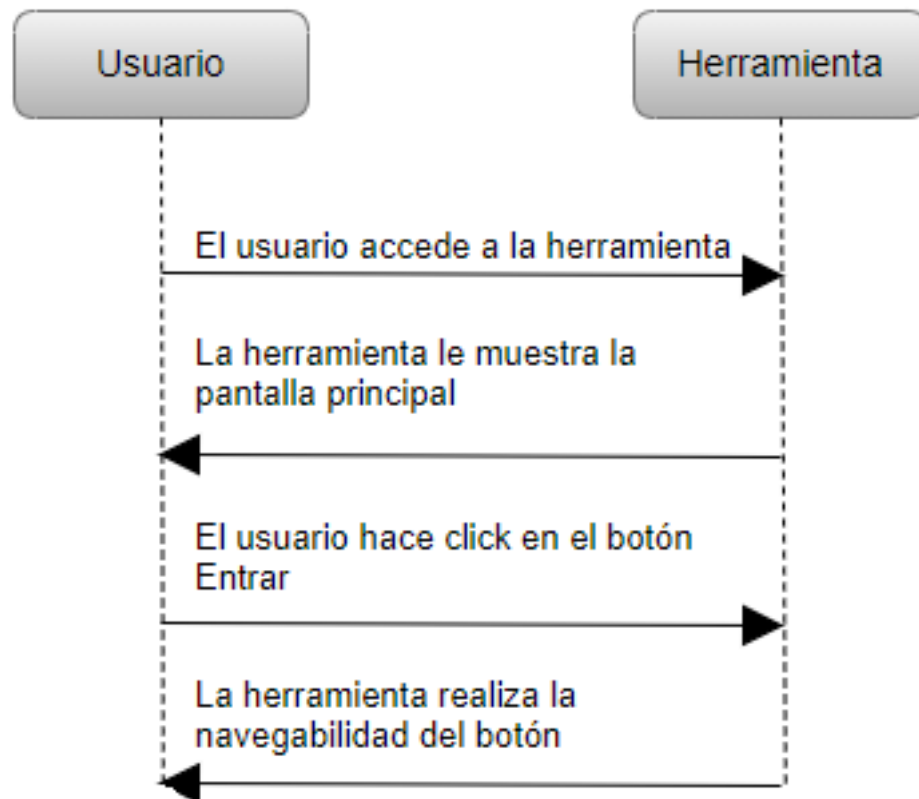 Usuario
Herramienta
El usuario accede a la herramienta
La herramienta le muestra la
pantalla principal
El usuario hace click en el botón
Entrar
La herramienta realiza la
navegabilidad del botón